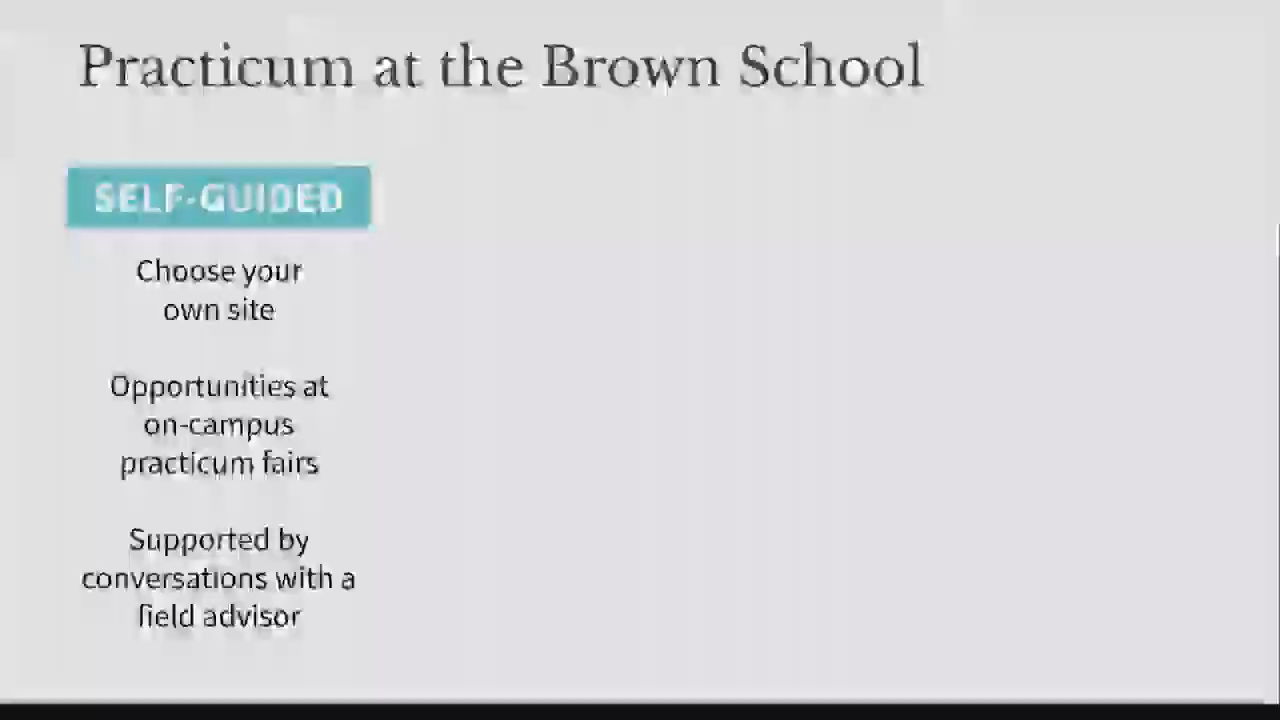 Practicum at the Brown School
SELF-GUIDED
Choose your
own site
Opportunities at
on-campus
practicum fairs
Supported by
conversations with a
field advisor